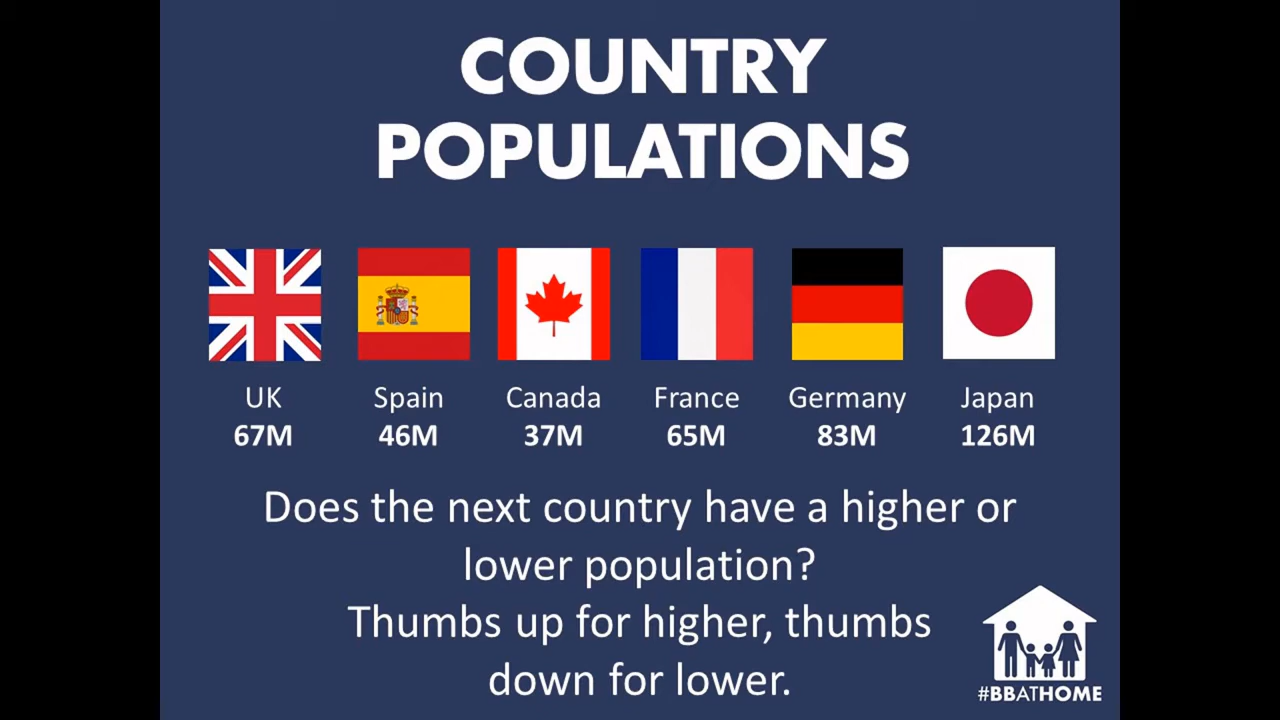 COUNTRY
POPULATIONS
UK Spain Canada France Germany Japan
67M 46M 37M 65M 83M 126M
Does the next country have a higher or
lower population?
Thumbs up for higher, thumbs
down for lower.
#BBATHOME